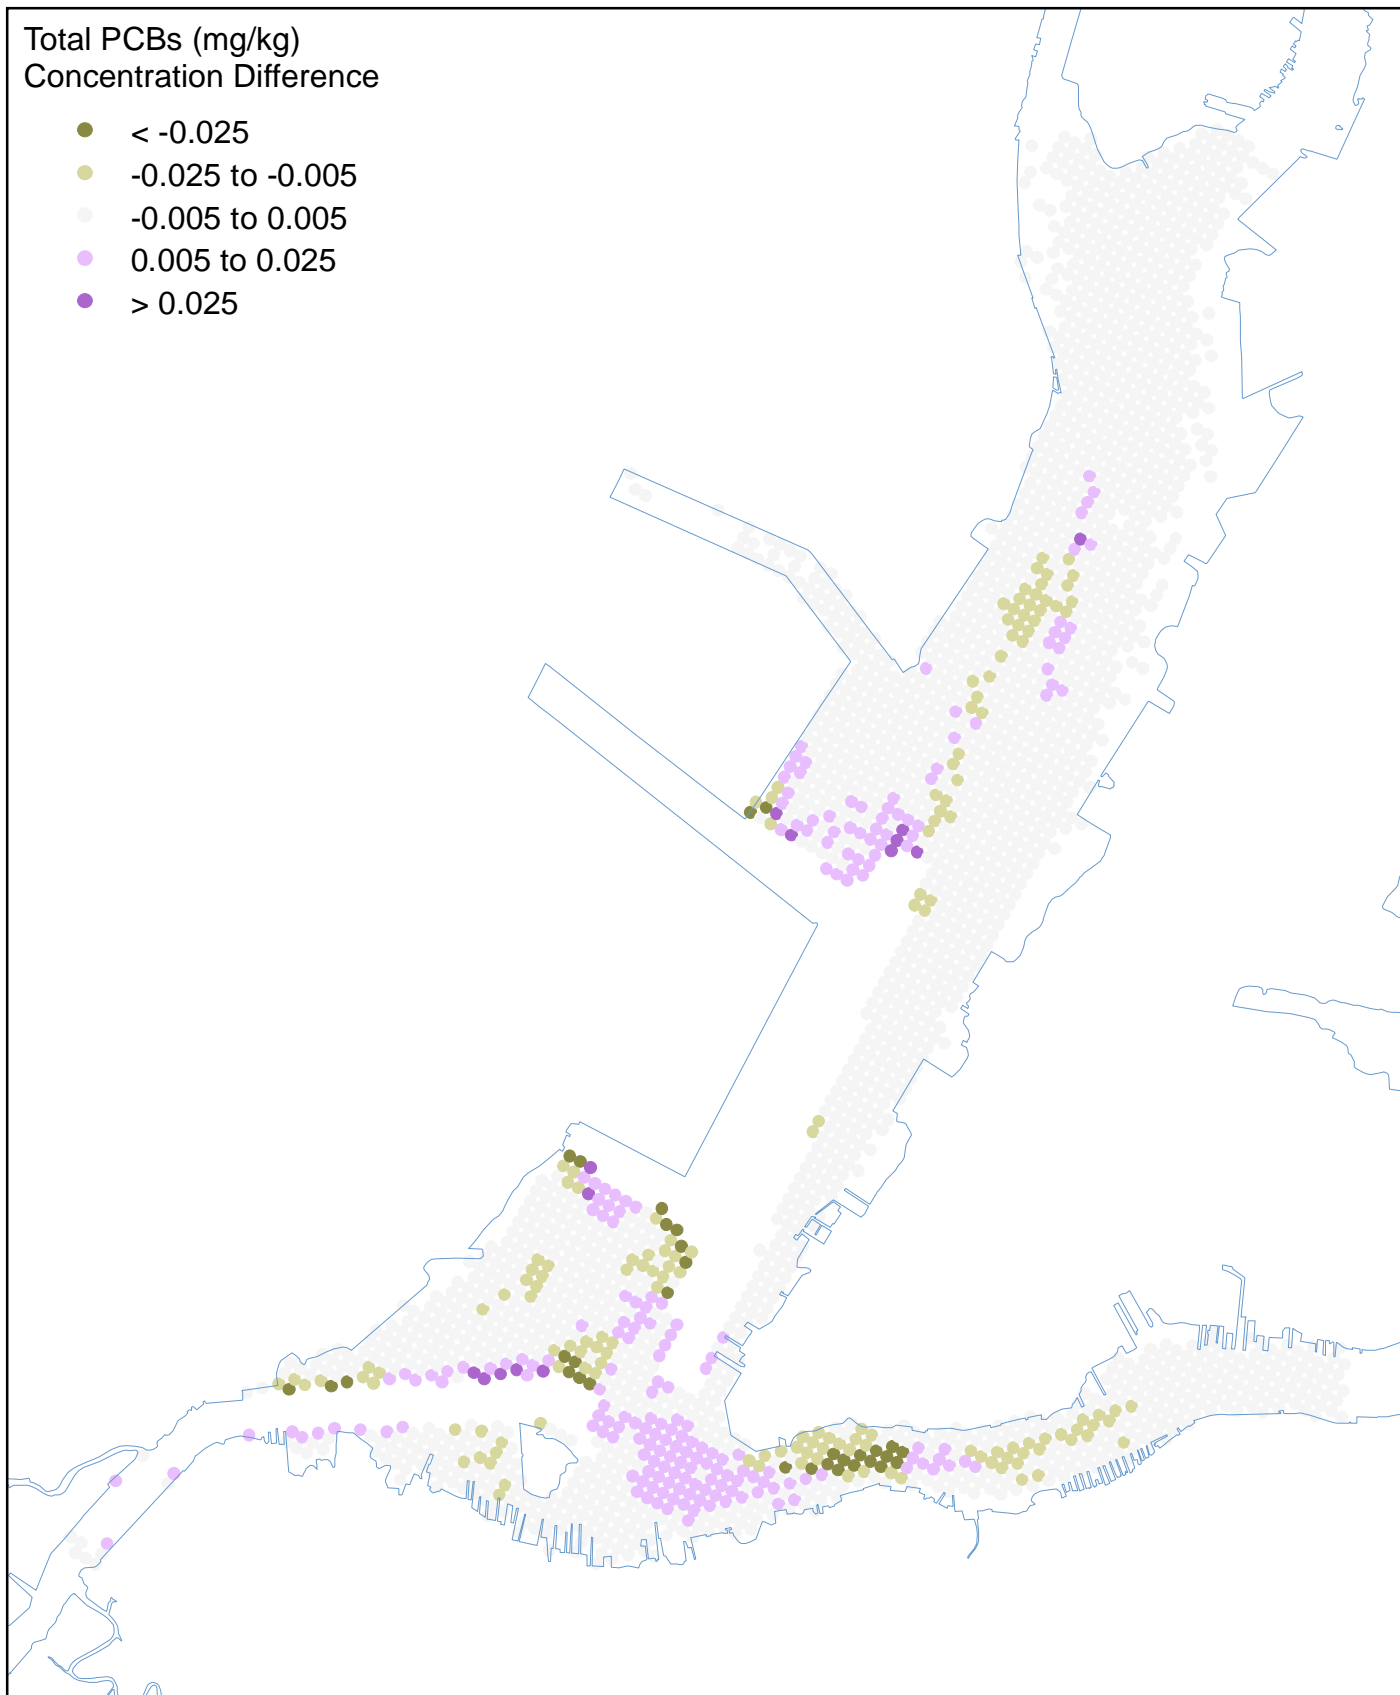 Total PCBs (mg/kg)
Concentration Difference
< -0.025
-0.025 to -0.005
-0.005 to 0.005
0.005 to 0.025
> 0.025